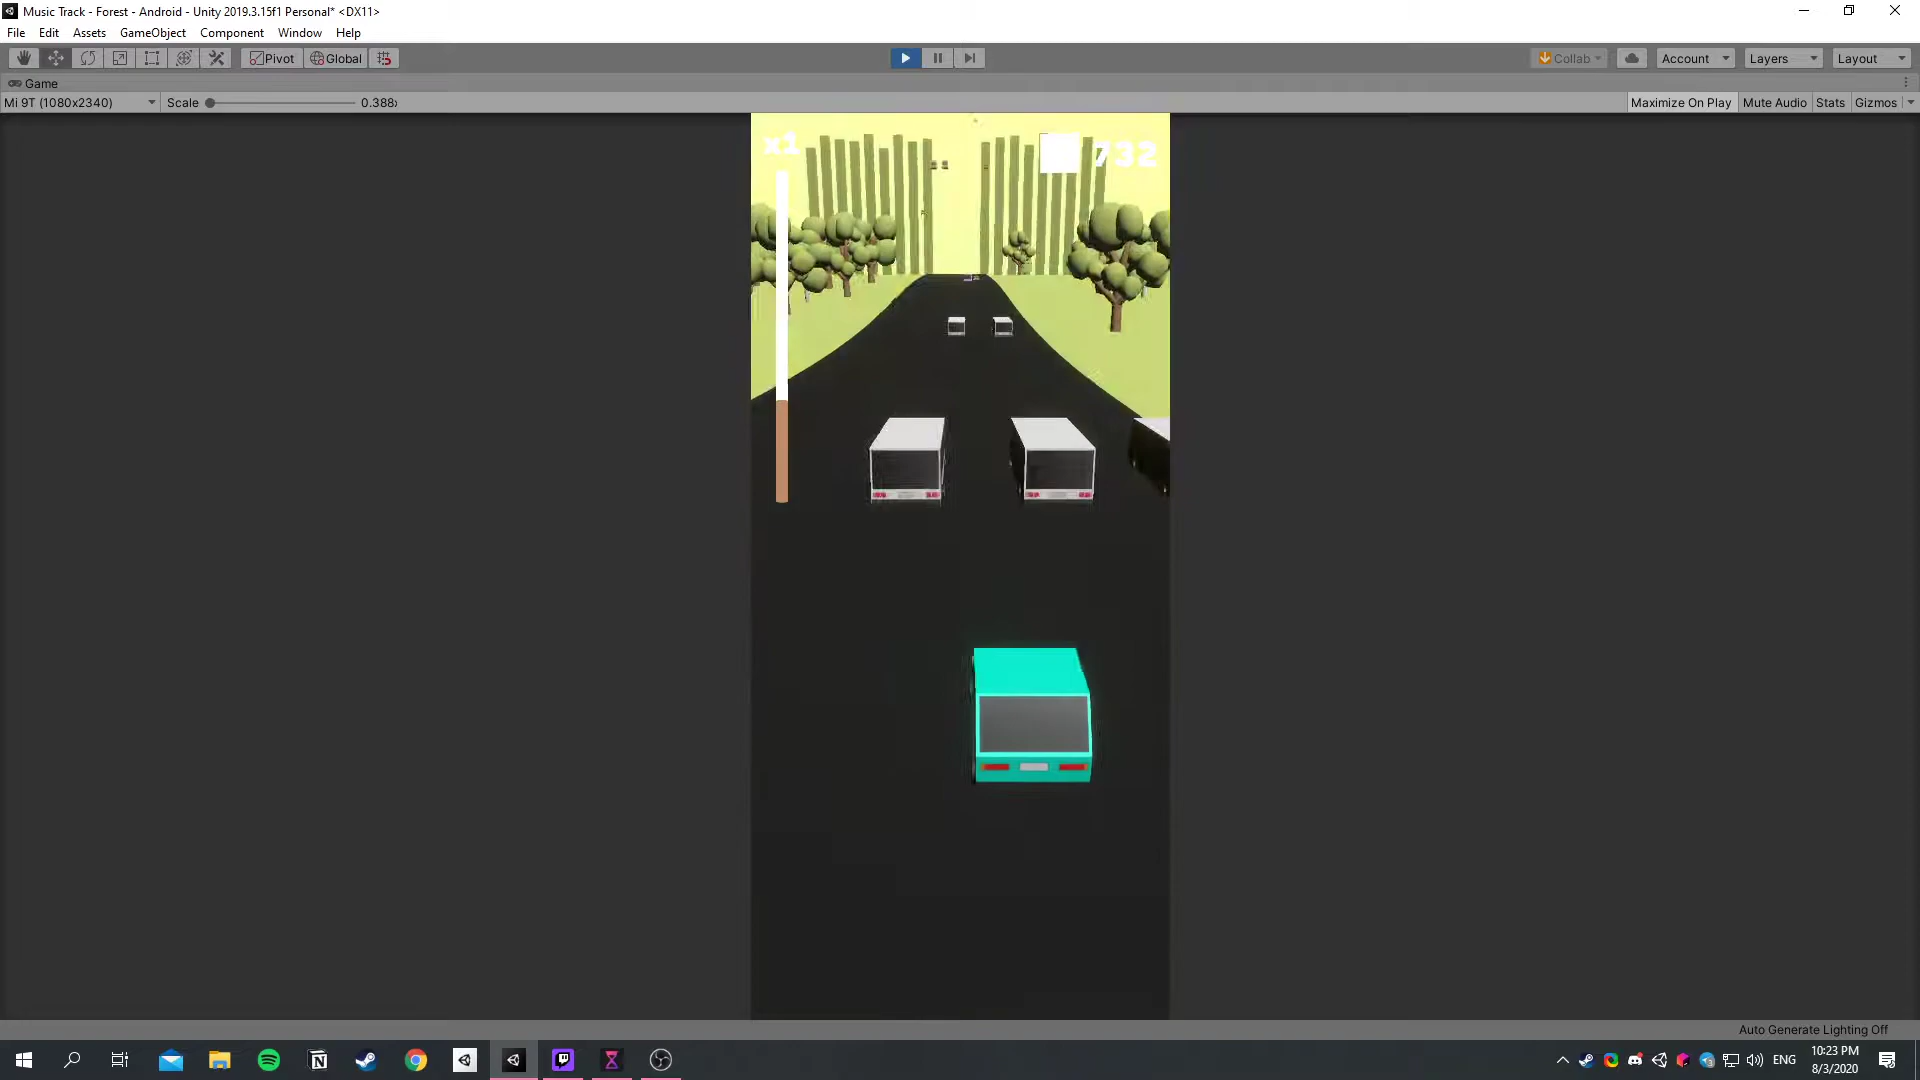 Music Track - Forest - Android - Unity 2019.3.15f1 Personal* <DX11>
File Edit Assets GameObject Component Window Help
Pivot Global Collab Account Layers Layout
Game
Mi 9T (1080x2340) Scale 0.388x Maximize On Play Mute Audio Stats Gizmos
x1 732
Auto Generate Lighting Off
ENG
10:23 PM
8/3/2020